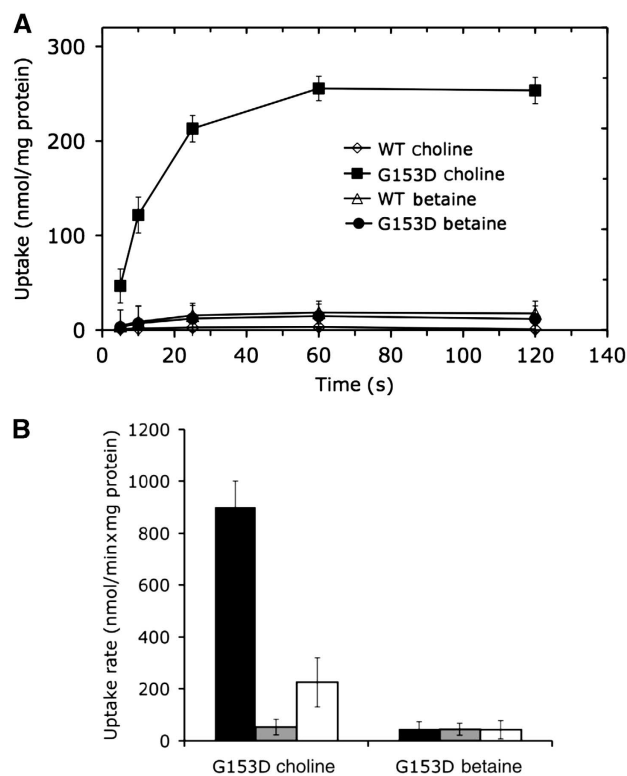 A
Uptake (nmol/mg protein)
300
200
100
0
WT choline
G153D choline
WT betaine
G153D betaine
0 20 40 60 80 100 120 140
Time (s)
B
Uptake rate (nmol/minxmg protein)
1200
1000
800
600
400
200
0
G153D choline G153D betaine